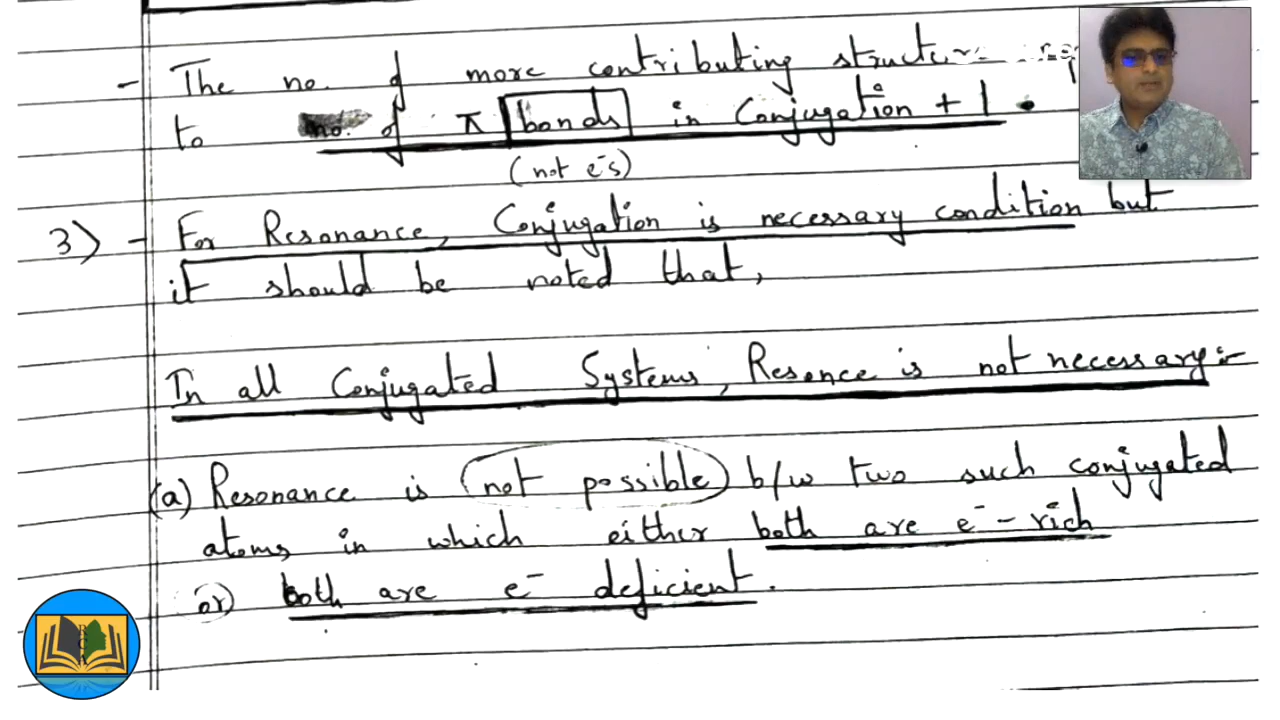 - The no. of more contributing structure
to no. of π bonds in Conjugation + 1.
(not e⁻s)
3) - For Resonance, Conjugation is necessary condition but
it should be noted that,
In all Conjugated Systems, Resence is not necessary:-
(a) Resonance is not possible b/w two such conjugated
atoms in which either both are e⁻-rich
or) both are e⁻ deficient.